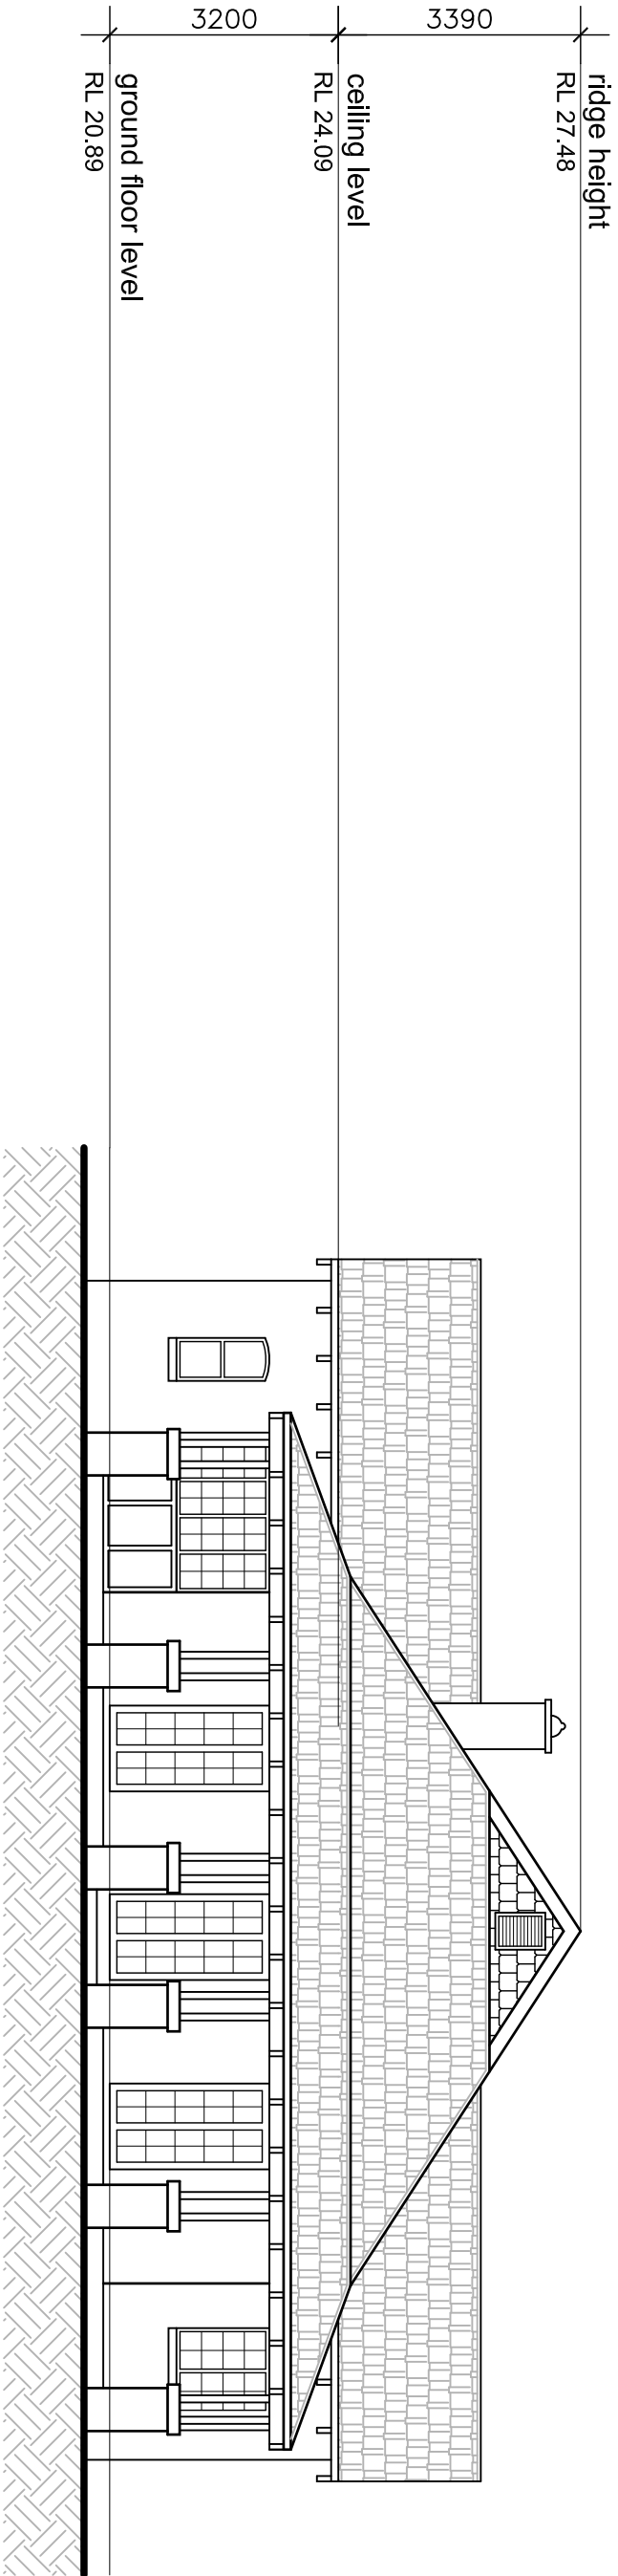 ridge height
RL 27.48
3390
ceiling level
RL 24.09
3200
ground floor level
RL 20.89